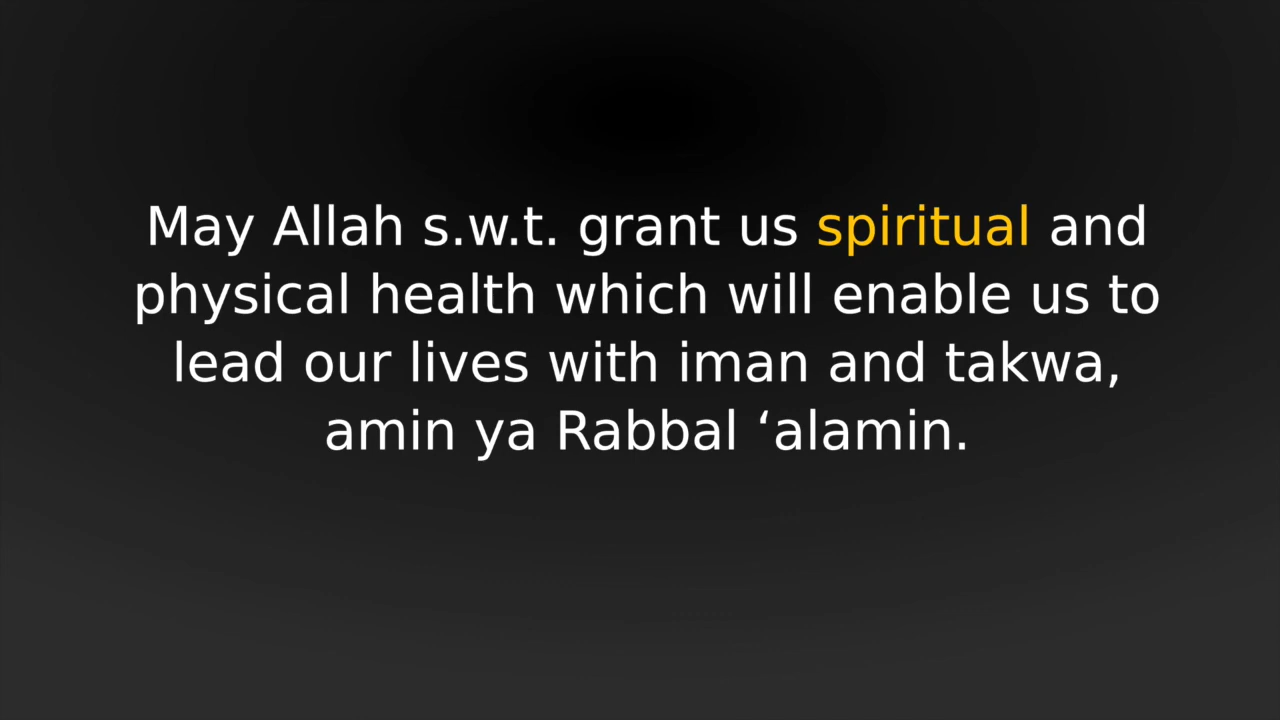 May Allah s.w.t. grant us spiritual and
physical health which will enable us to
lead our lives with iman and takwa,
amin ya Rabbal ‘alamin.